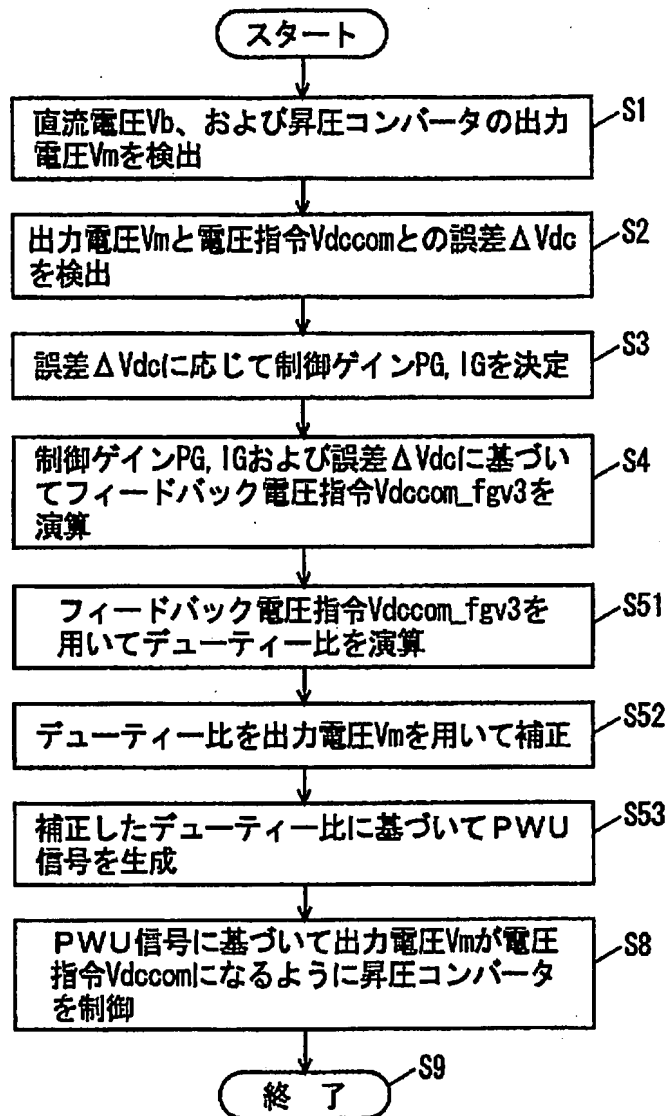 スタート
直流電圧Vb、および昇圧コンバータの出力
電圧Vmを検出
S1
出力電圧Vmと電圧指令Vdccomとの誤差ΔVdc
を検出
S2
誤差ΔVdcに応じて制御ゲインPG, IGを決定
S3
制御ゲインPG, IGおよび誤差ΔVdcに基づい
てフィードバック電圧指令Vdccom_fgv3を
演算
S4
フィードバック電圧指令Vdccom_fgv3を
用いてデューティー比を演算
S51
デューティー比を出力電圧Vmを用いて補正
S52
補正したデューティー比に基づいてPWU
信号を生成
S53
PWU信号に基づいて出力電圧Vmが電圧
指令Vdccomになるように昇圧コンバータ
を制御
S8
終 了
S9